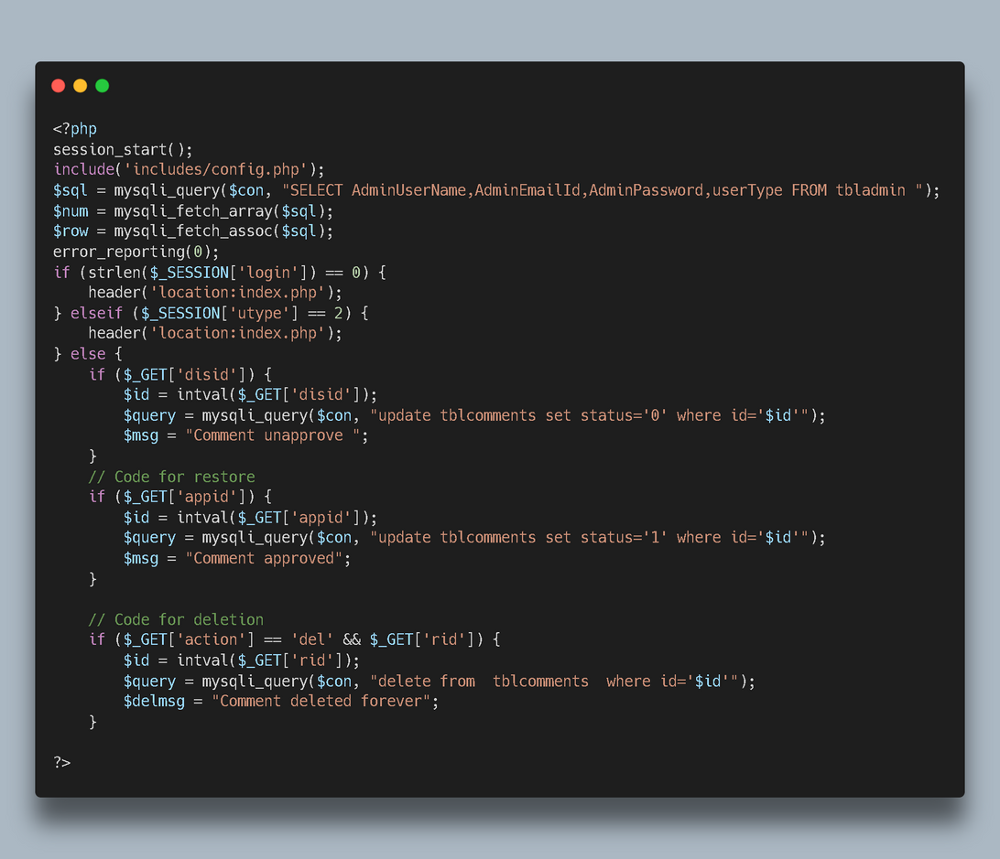 <?php
session_start();
include('includes/config.php');
$sql = mysqli_query($con, "SELECT AdminUserName,AdminEmailId,AdminPassword,userType FROM tbladmin ");
$num = mysqli_fetch_array($sql);
$row = mysqli_fetch_assoc($sql);
error_reporting(0);
if (strlen($_SESSION['login']) == 0) {
    header('location:index.php');
} elseif ($_SESSION['utype'] == 2) {
    header('location:index.php');
} else {
    if ($_GET['disid']) {
        $id = intval($_GET['disid']);
        $query = mysqli_query($con, "update tblcomments set status='0' where id='$id'");
        $msg = "Comment unapprove ";
    }
    // Code for restore
    if ($_GET['appid']) {
        $id = intval($_GET['appid']);
        $query = mysqli_query($con, "update tblcomments set status='1' where id='$id'");
        $msg = "Comment approved";
    }

    // Code for deletion
    if ($_GET['action'] == 'del' && $_GET['rid']) {
        $id = intval($_GET['rid']);
        $query = mysqli_query($con, "delete from  tblcomments  where id='$id'");
        $delmsg = "Comment deleted forever";
    }

?>